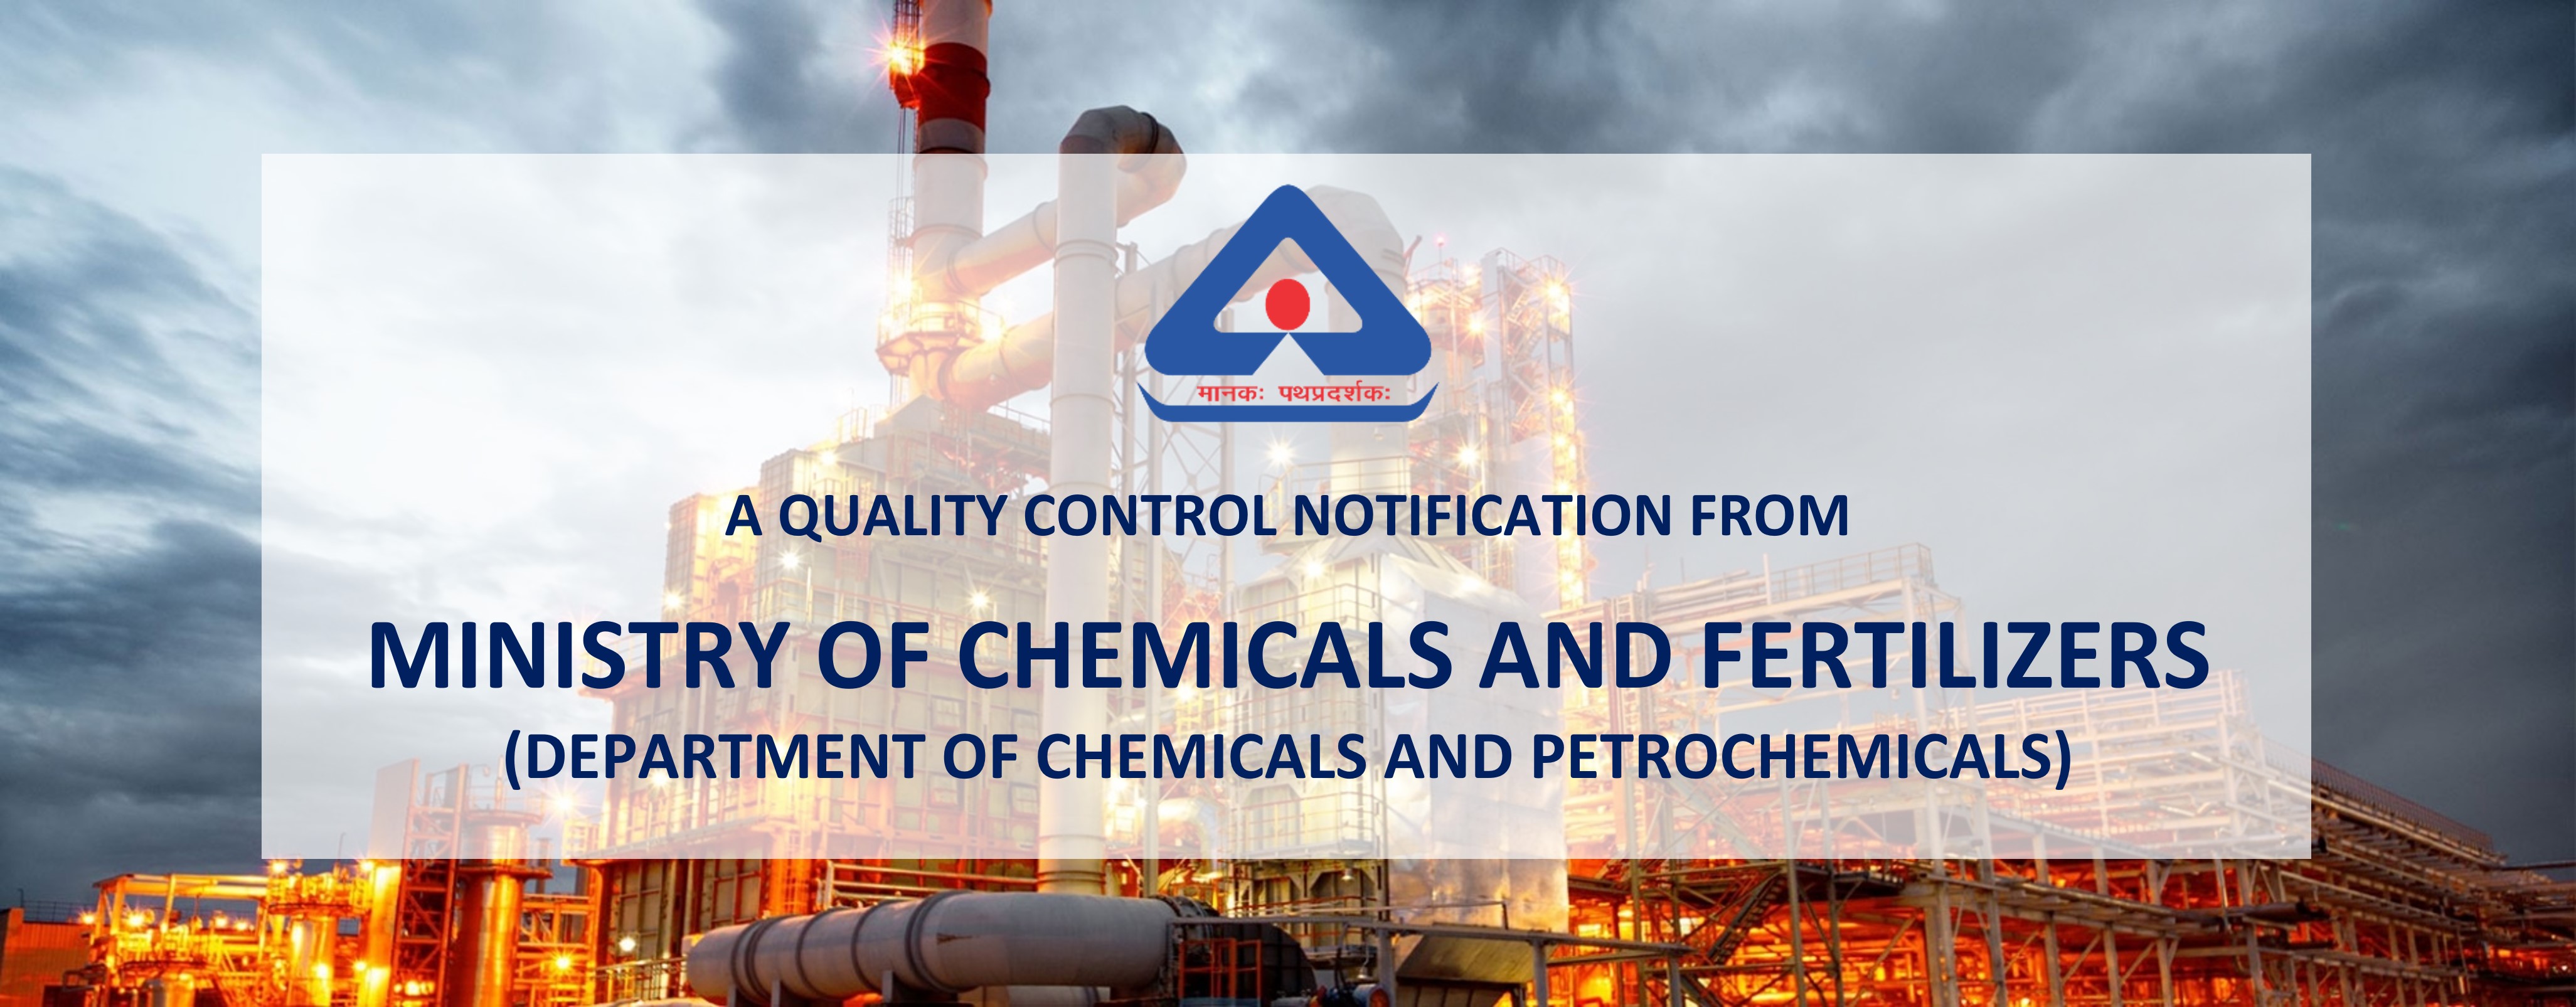 मानकः पथप्रदर्शकः
A QUALITY CONTROL NOTIFICATION FROM
MINISTRY OF CHEMICALS AND FERTILIZERS
(DEPARTMENT OF CHEMICALS AND PETROCHEMICALS)